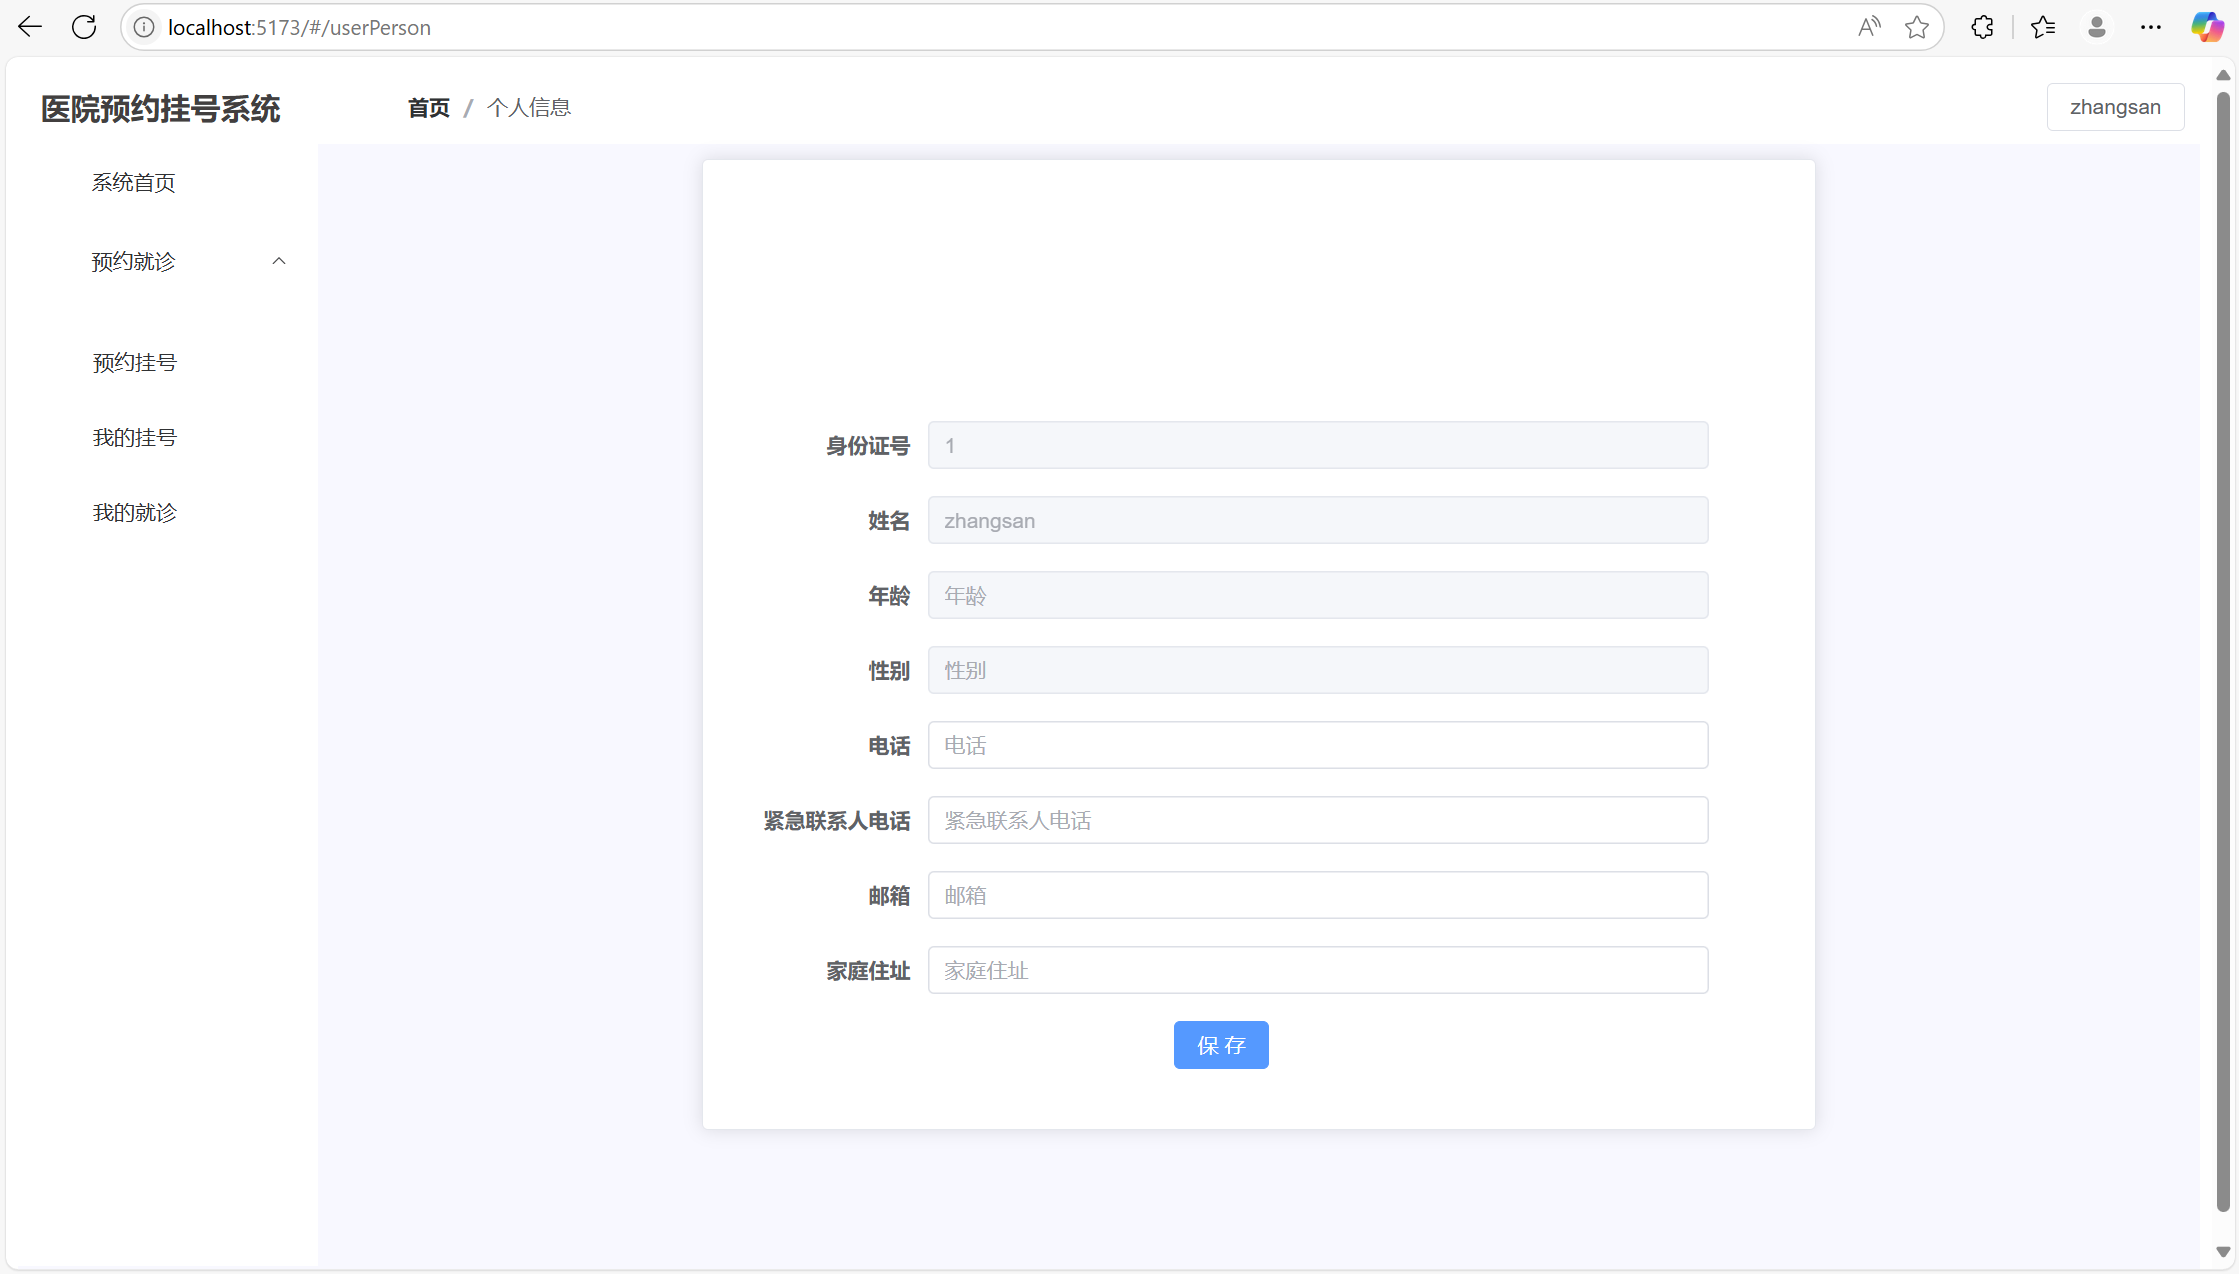 localhost:5173/#/userPerson
医院预约挂号系统
首页 / 个人信息
zhangsan
系统首页
预约就诊
预约挂号
我的挂号
我的就诊
身份证号 1
姓名 zhangsan
年龄 年龄
性别 性别
电话 电话
紧急联系人电话 紧急联系人电话
邮箱 邮箱
家庭住址 家庭住址
保 存